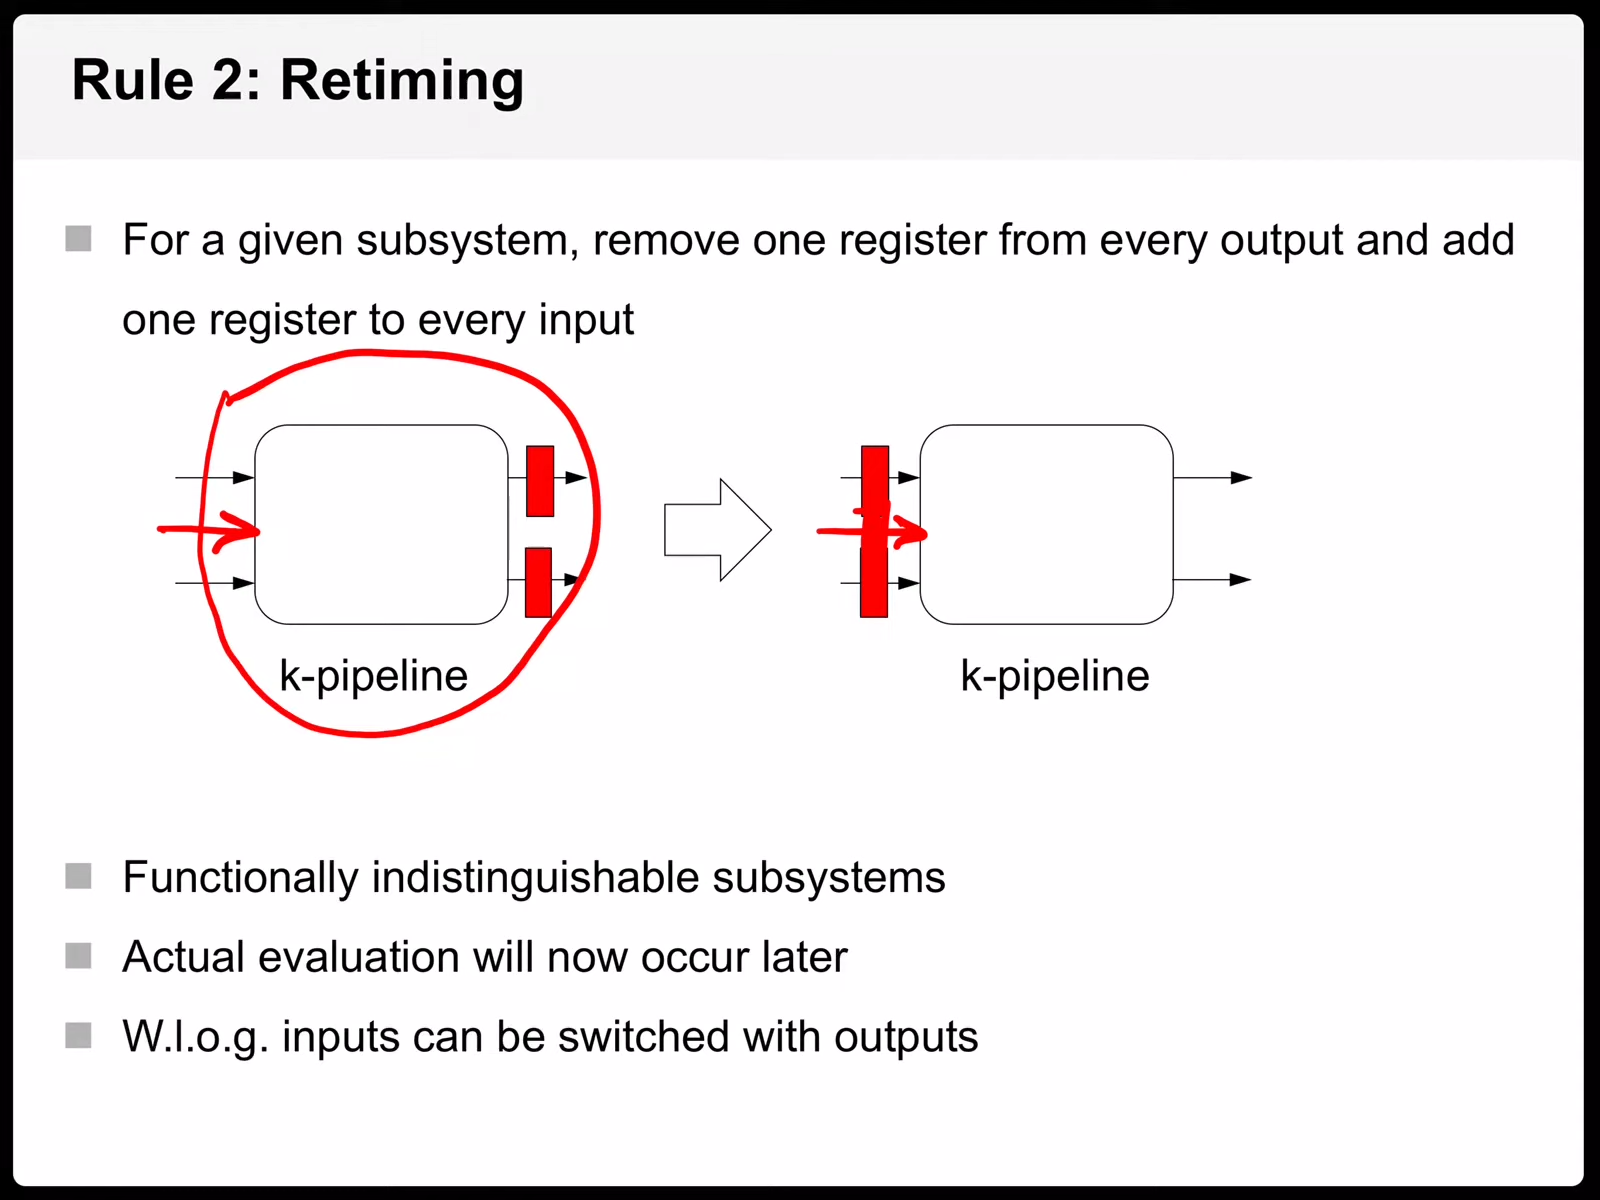 Rule 2: Retiming
For a given subsystem, remove one register from every output and add
one register to every input
k-pipeline
k-pipeline
Functionally indistinguishable subsystems
Actual evaluation will now occur later
W.l.o.g. inputs can be switched with outputs